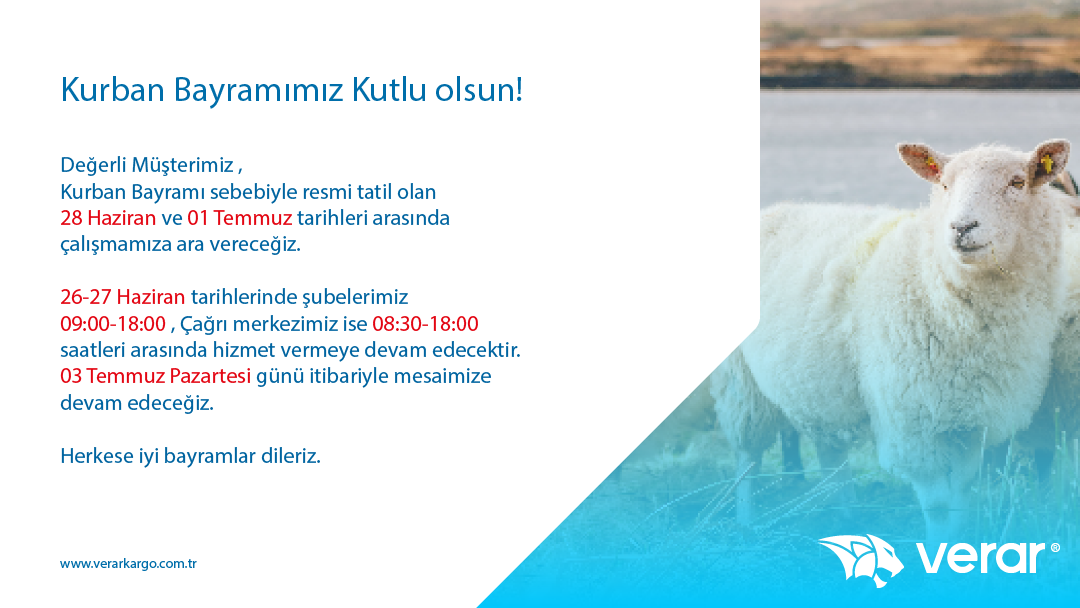 Kurban Bayramımız Kutlu olsun!
Değerli Müşterimiz ,
Kurban Bayramı sebebiyle resmi tatil olan
28 Haziran ve 01 Temmuz tarihleri arasında
çalışmamıza ara vereceğiz.
26-27 Haziran tarihlerinde şubelerimiz
09:00-18:00 , Çağrı merkezimiz ise 08:30-18:00
saatleri arasında hizmet vermeye devam edecektir.
03 Temmuz Pazartesi günü itibariyle mesaimize
devam edeceğiz.
Herkese iyi bayramlar dileriz.
www.verarkargo.com.tr
verar®